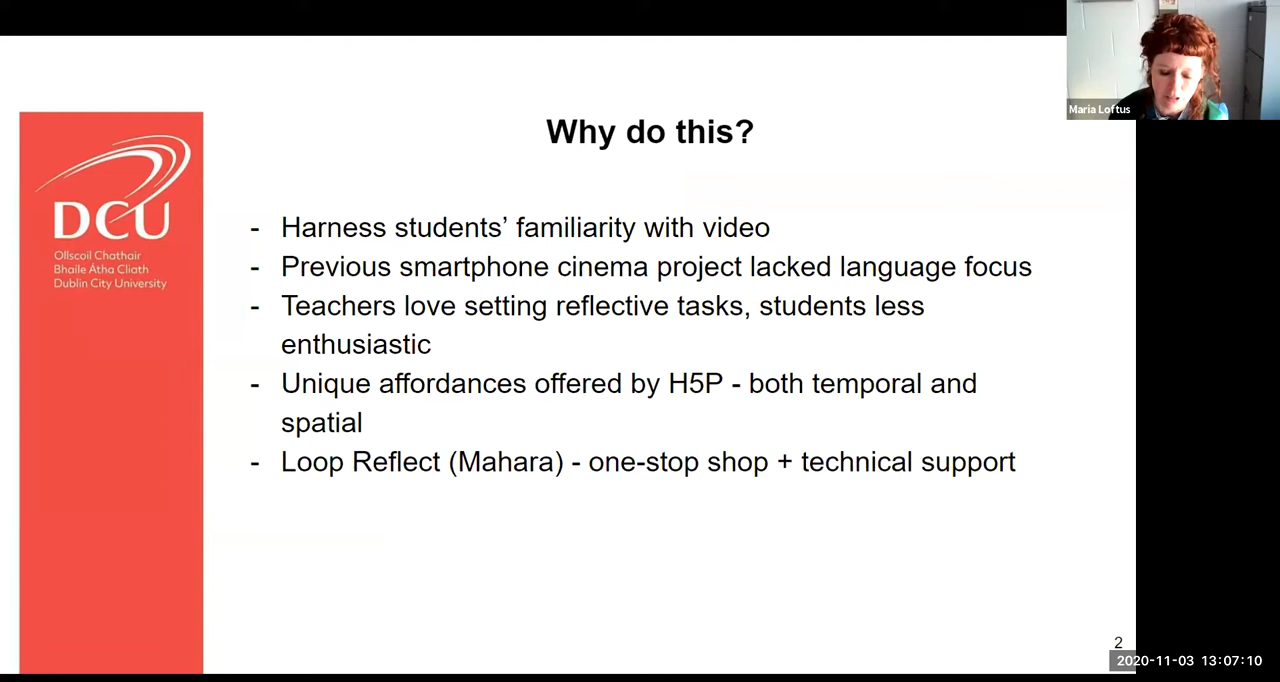 Maria Loftus
Why do this?
DCU
Ollscoil Chathair
Bhaile Átha Cliath
Dublin City University
- Harness students’ familiarity with video
- Previous smartphone cinema project lacked language focus
- Teachers love setting reflective tasks, students less
enthusiastic
- Unique affordances offered by H5P - both temporal and
spatial
- Loop Reflect (Mahara) - one-stop shop + technical support
2
2020-11-03 13:07:10